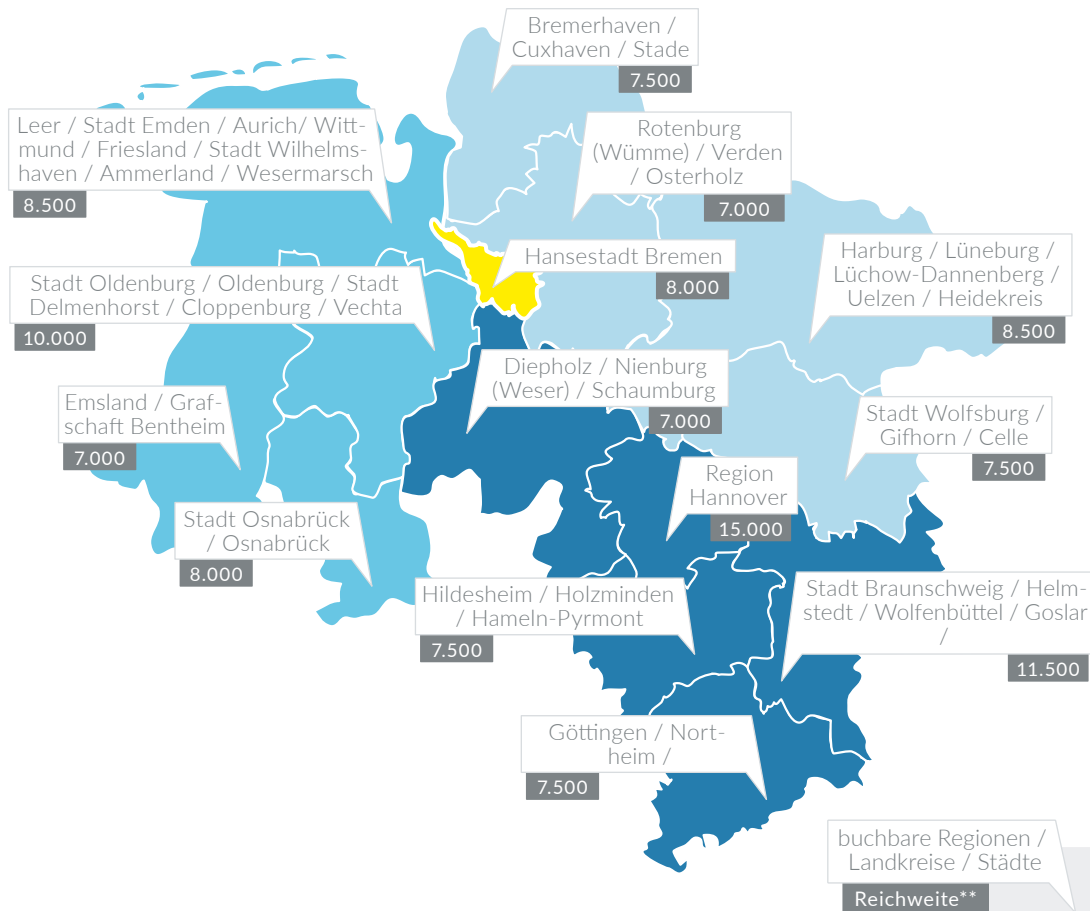 Bremerhaven /
Cuxhaven / Stade
7.500
Leer / Stadt Emden / Aurich/ Witt-
mund / Friesland / Stadt Wilhelms-
haven / Ammerland / Wesermarsch
8.500
Rotenburg
(Wümme) / Verden
/ Osterholz
7.000
Hansestadt Bremen
8.000
Harburg / Lüneburg /
Lüchow-Dannenberg /
Uelzen / Heidekreis
8.500
Stadt Oldenburg / Oldenburg / Stadt
Delmenhorst / Cloppenburg / Vechta
10.000
Diepholz / Nienburg
(Weser) / Schaumburg
7.000
Emsland / Graf-
schaft Bentheim
7.000
Stadt Wolfsburg /
Gifhorn / Celle
7.500
Region
Hannover
15.000
Stadt Osnabrück
/ Osnabrück
8.000
Hildesheim / Holzminden
/ Hameln-Pyrmont
7.500
Stadt Braunschweig / Helm-
stedt / Wolfenbüttel / Goslar
/
11.500
Göttingen / Nort-
heim /
7.500
buchbare Regionen /
Landkreise / Städte
Reichweite**